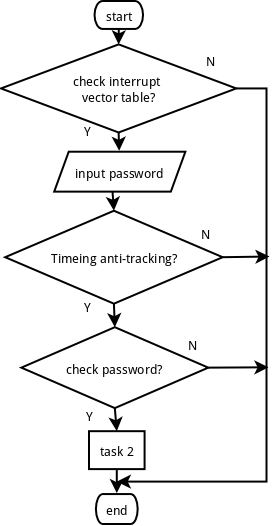 start
check interrupt
vector table?
N
Y
input password
Timeing anti-tracking?
N
Y
check password?
N
Y
task 2
end